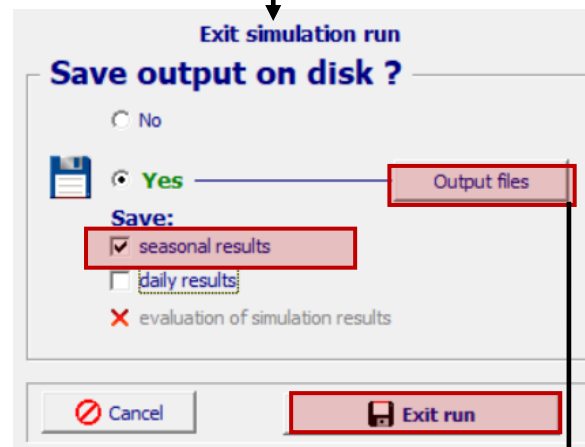 Exit simulation run
Save output on disk ?
No
Yes
Output files
Save:
seasonal results
daily results
evaluation of simulation results
Cancel
Exit run